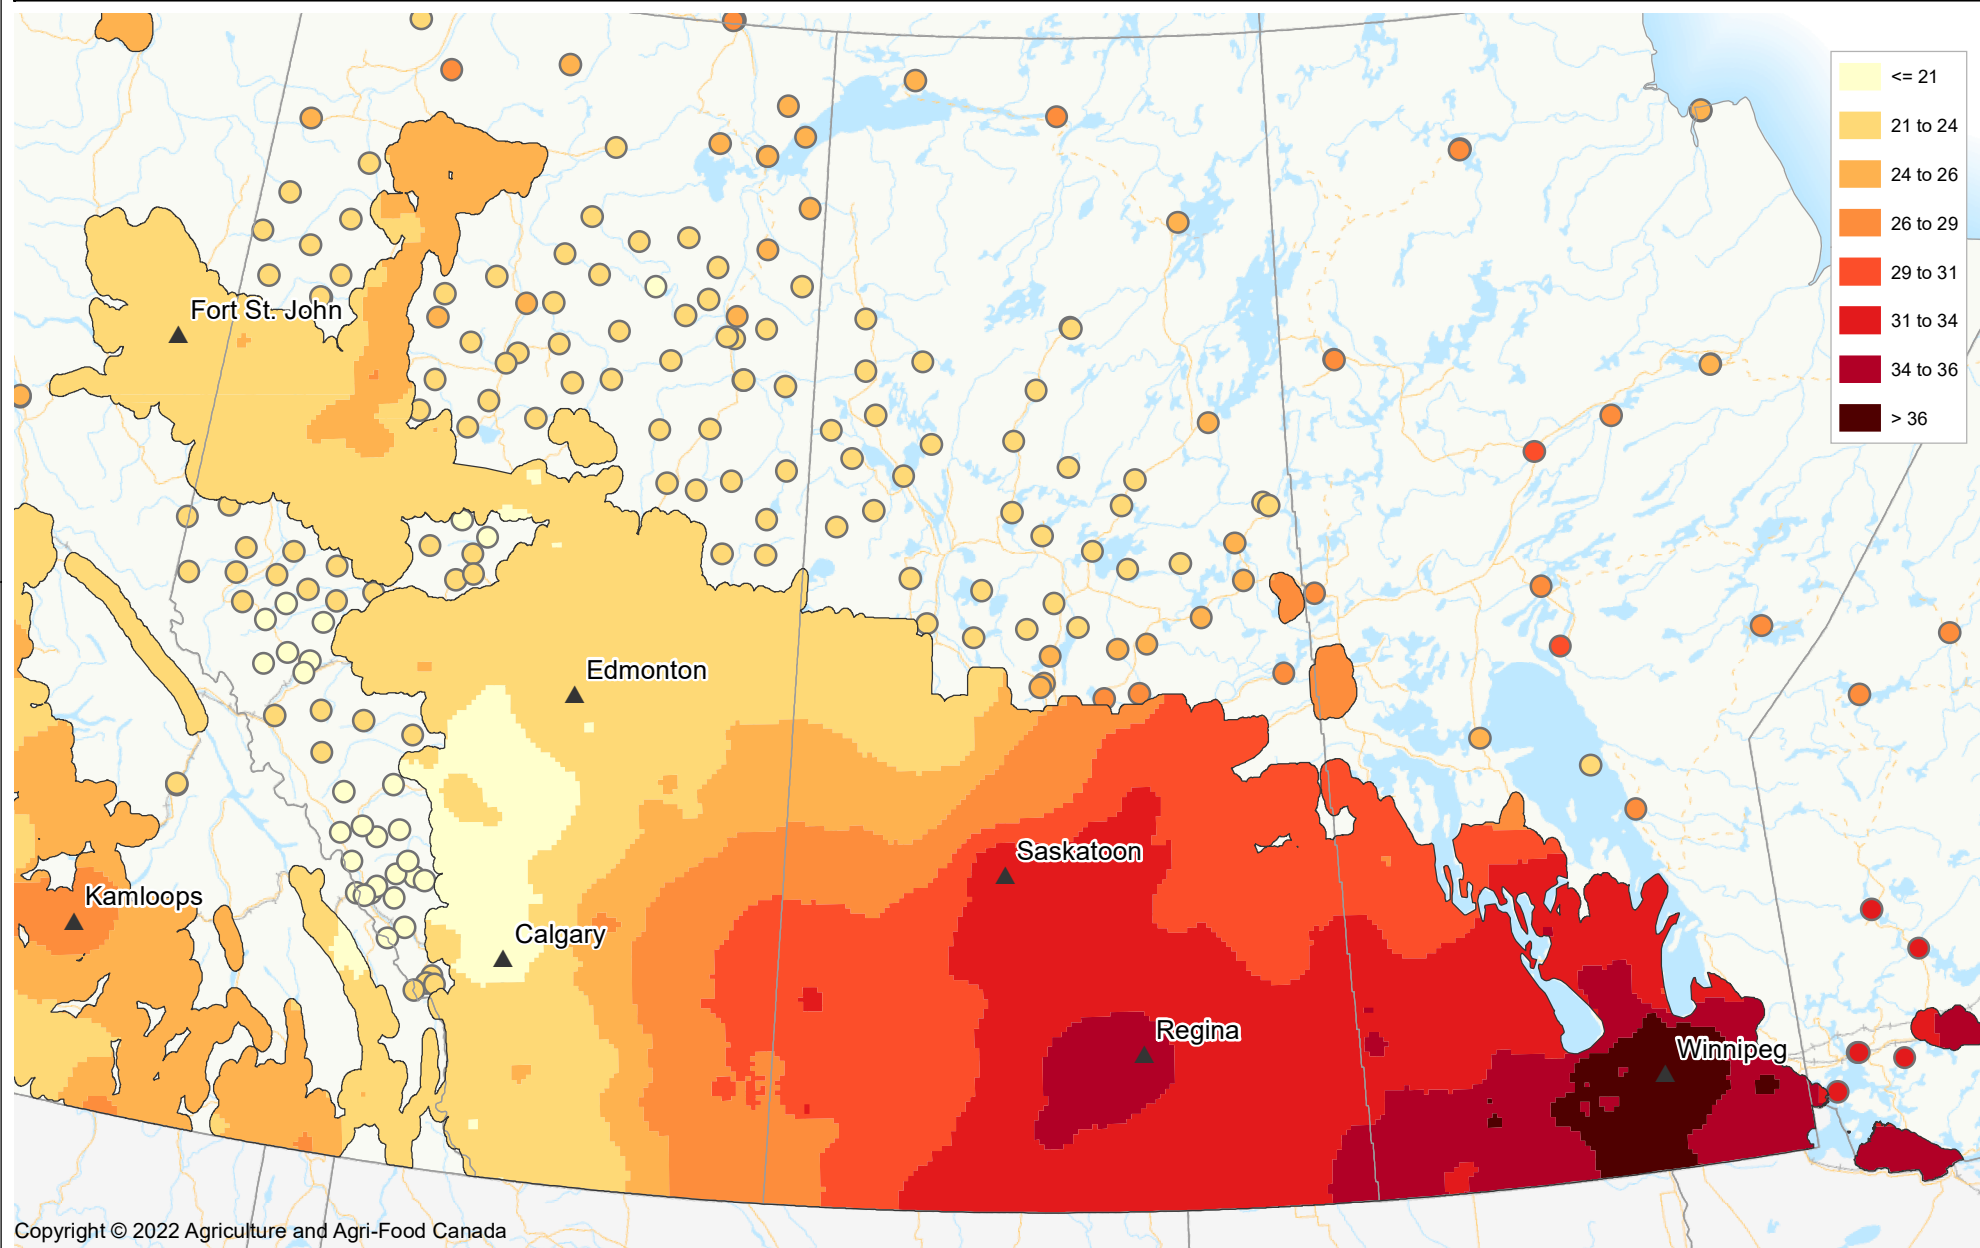 <= 21
21 to 24
24 to 26
26 to 29
29 to 31
31 to 34
34 to 36
> 36
Fort St. John
Edmonton
Saskatoon
Kamloops
Calgary
Regina
Winnipeg
Copyright © 2022 Agriculture and Agri-Food Canada